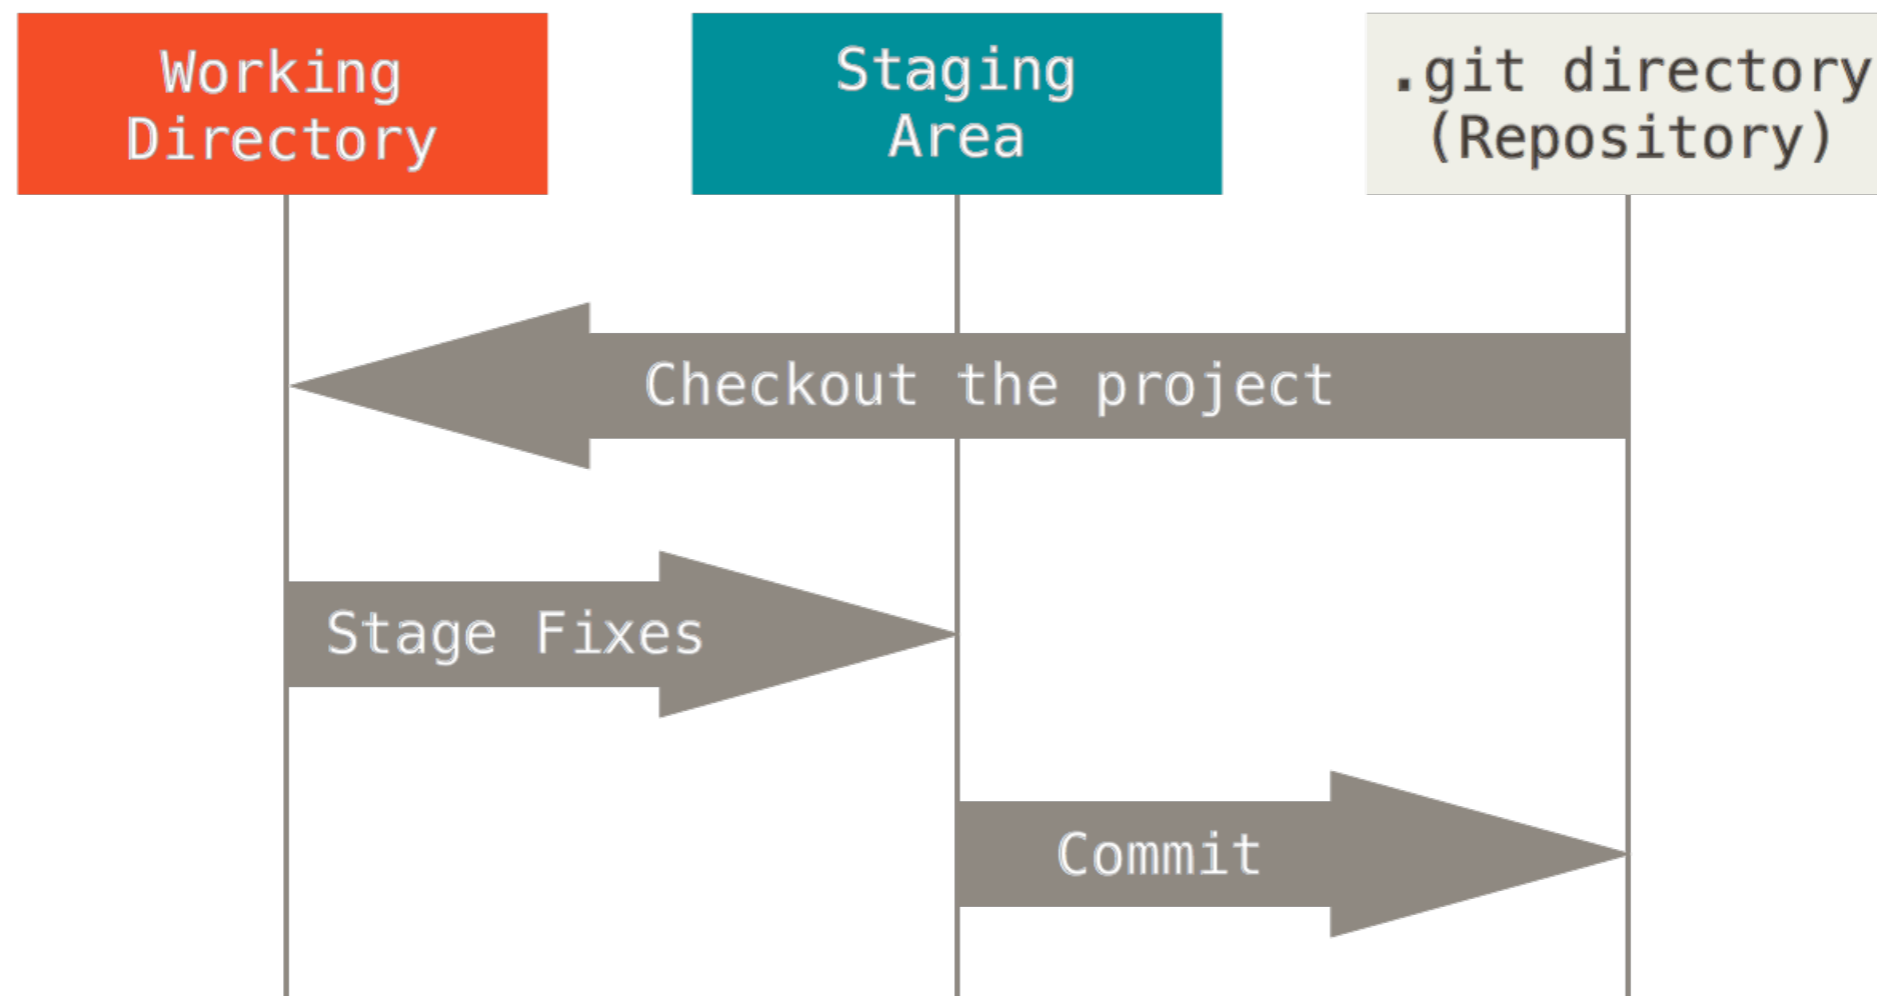 Working
Directory
Staging
Area
.git directory
(Repository)
Checkout the project
Stage Fixes
Commit